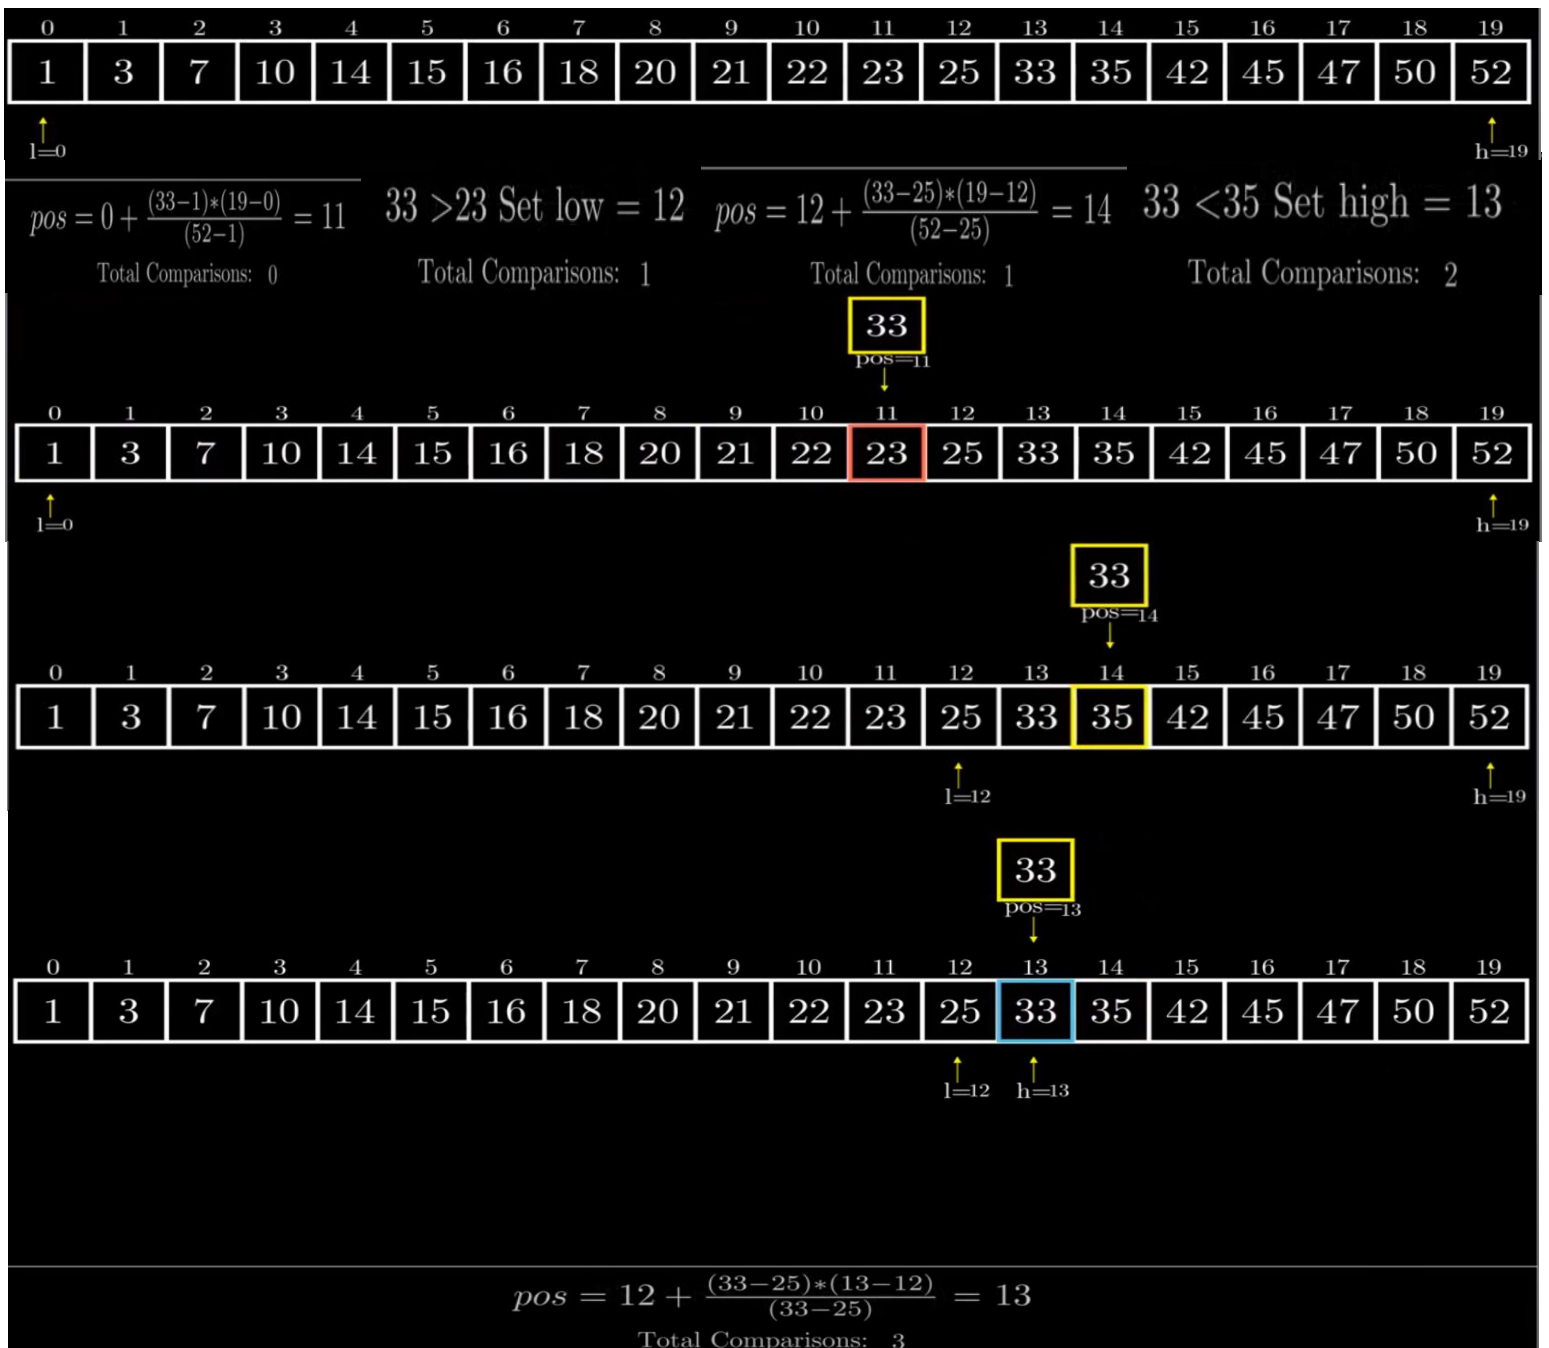 0 1 2 3 4 5 6 7 8 9 10 11 12 13 14 15 16 17 18 19
1 3 7 10 14 15 16 18 20 21 22 23 25 33 35 42 45 47 50 52
l=0 h=19
pos = 0 + (33−1)*(19−0) / (52−1) = 11
Total Comparisons: 0
33 >23 Set low = 12
Total Comparisons: 1
pos = 12 + (33−25)*(19−12) / (52−25) = 14
Total Comparisons: 1
33 <35 Set high = 13
Total Comparisons: 2
33
pos=11
0 1 2 3 4 5 6 7 8 9 10 11 12 13 14 15 16 17 18 19
1 3 7 10 14 15 16 18 20 21 22 23 25 33 35 42 45 47 50 52
l=0 h=19
33
pos=14
0 1 2 3 4 5 6 7 8 9 10 11 12 13 14 15 16 17 18 19
1 3 7 10 14 15 16 18 20 21 22 23 25 33 35 42 45 47 50 52
l=12 h=19
33
pos=13
0 1 2 3 4 5 6 7 8 9 10 11 12 13 14 15 16 17 18 19
1 3 7 10 14 15 16 18 20 21 22 23 25 33 35 42 45 47 50 52
l=12 h=13
pos = 12 + (33−25)*(13−12) / (33−25) = 13
Total Comparisons: 3